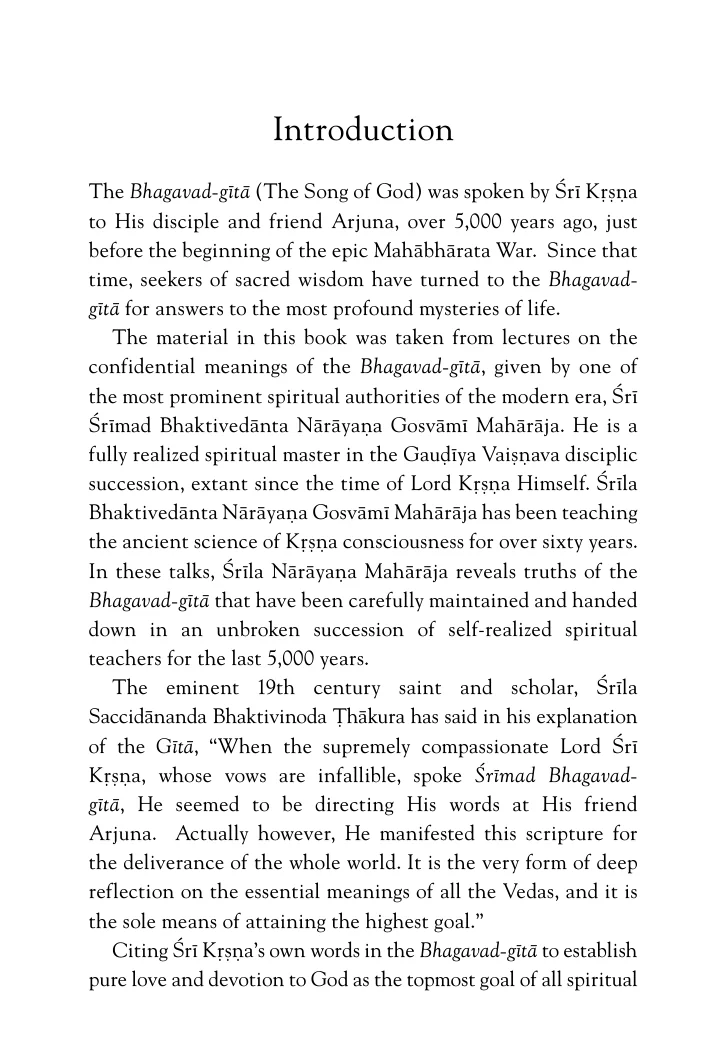 Introduction
The Bhagavad-gītā (The Song of God) was spoken by Śrī Kṛṣṇa
to His disciple and friend Arjuna, over 5,000 years ago, just
before the beginning of the epic Mahābhārata War.  Since that
time, seekers of sacred wisdom have turned to the Bhagavad-
gītā for answers to the most profound mysteries of life.
The material in this book was taken from lectures on the
confidential meanings of the Bhagavad-gītā, given by one of
the most prominent spiritual authorities of the modern era, Śrī
Śrīmad Bhaktivedānta Nārāyaṇa Gosvāmī Mahārāja. He is a
fully realized spiritual master in the Gauḍīya Vaiṣṇava disciplic
succession, extant since the time of Lord Kṛṣṇa Himself. Śrīla
Bhaktivedānta Nārāyaṇa Gosvāmī Mahārāja has been teaching
the ancient science of Kṛṣṇa consciousness for over sixty years.
In these talks, Śrīla Nārāyaṇa Mahārāja reveals truths of the
Bhagavad-gītā that have been carefully maintained and handed
down in an unbroken succession of self-realized spiritual
teachers for the last 5,000 years.
The eminent 19th century saint and scholar, Śrīla
Saccidānanda Bhaktivinoda Ṭhākura has said in his explanation
of the Gītā, “When the supremely compassionate Lord Śrī
Kṛṣṇa, whose vows are infallible, spoke Śrīmad Bhagavad-
gītā, He seemed to be directing His words at His friend
Arjuna.  Actually however, He manifested this scripture for
the deliverance of the whole world. It is the very form of deep
reflection on the essential meanings of all the Vedas, and it is
the sole means of attaining the highest goal.”
Citing Śrī Kṛṣṇa’s own words in the Bhagavad-gītā to establish
pure love and devotion to God as the topmost goal of all spiritual